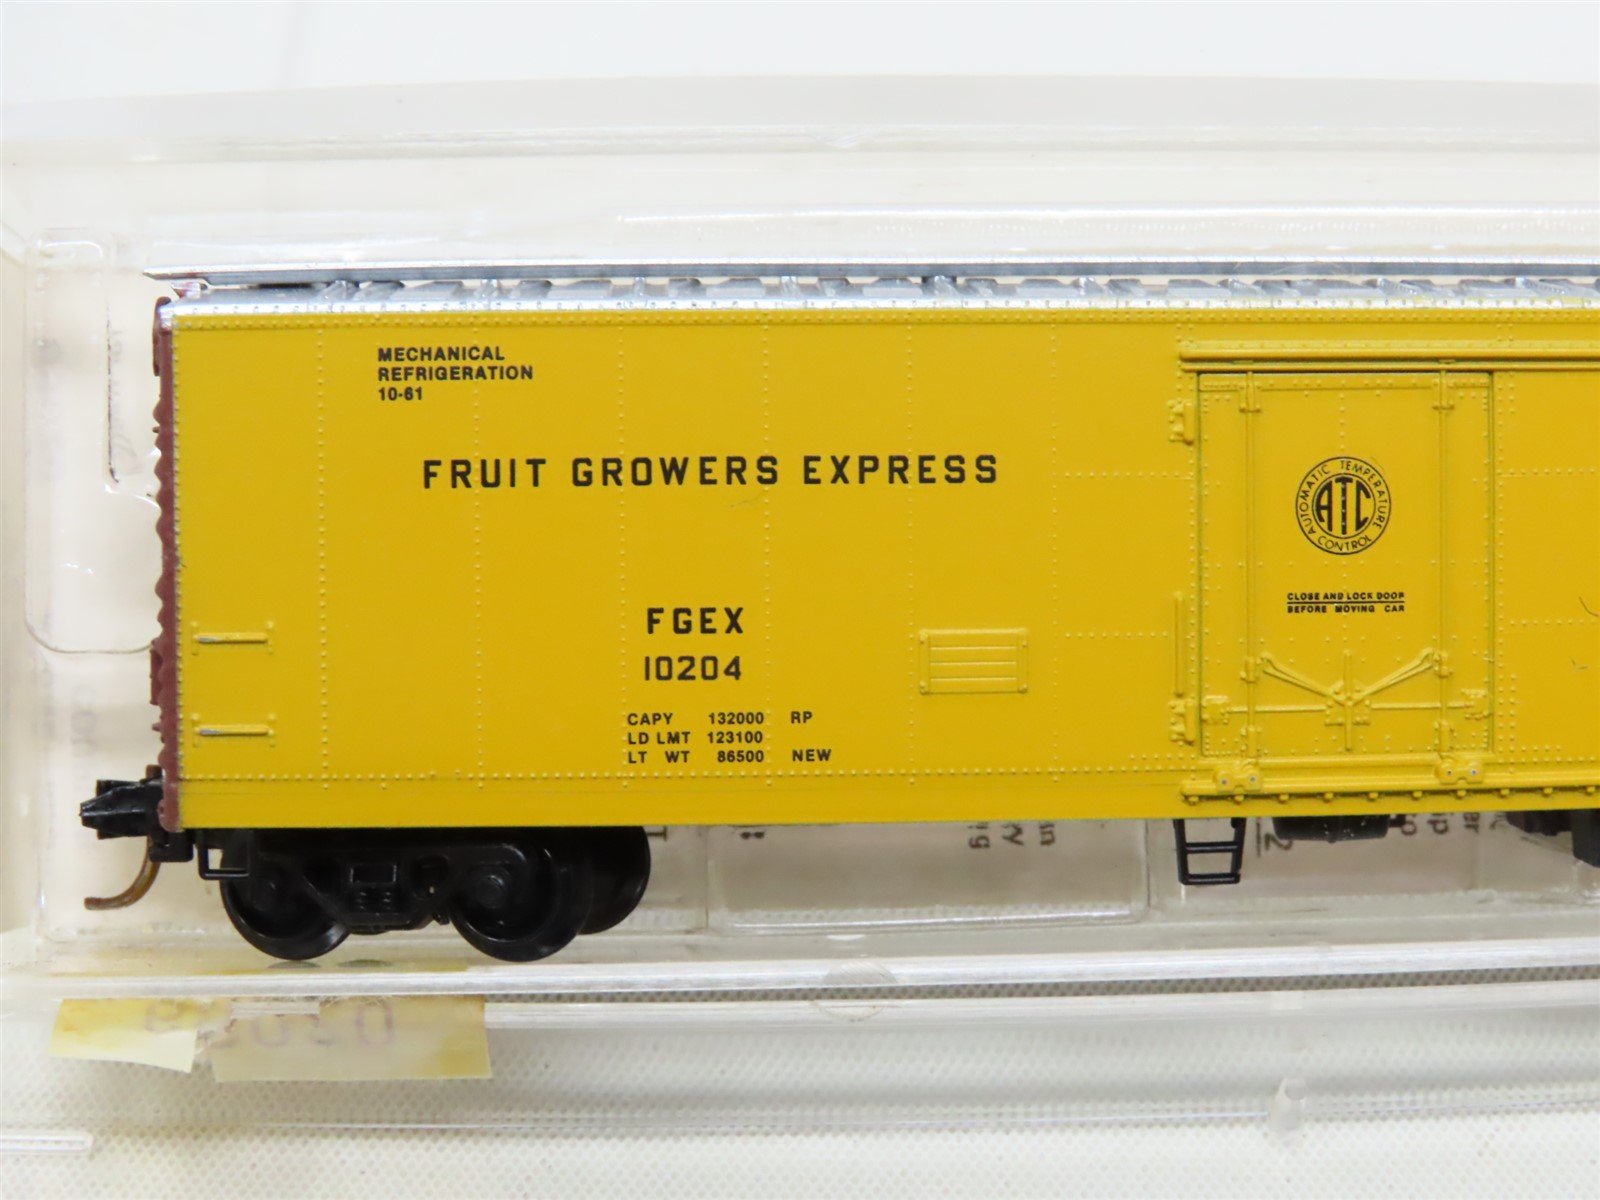 MECHANICAL
REFRIGERATION
10-61
FRUIT GROWERS EXPRESS
FGEX
10204
CAPY 132000 RP
LD LMT 123100
LT WT 86500 NEW
AUTOMATIC TEMPERATURE
ATC
CONTROL
CLOSE AND LOCK DOOR
BEFORE MOVING CAR